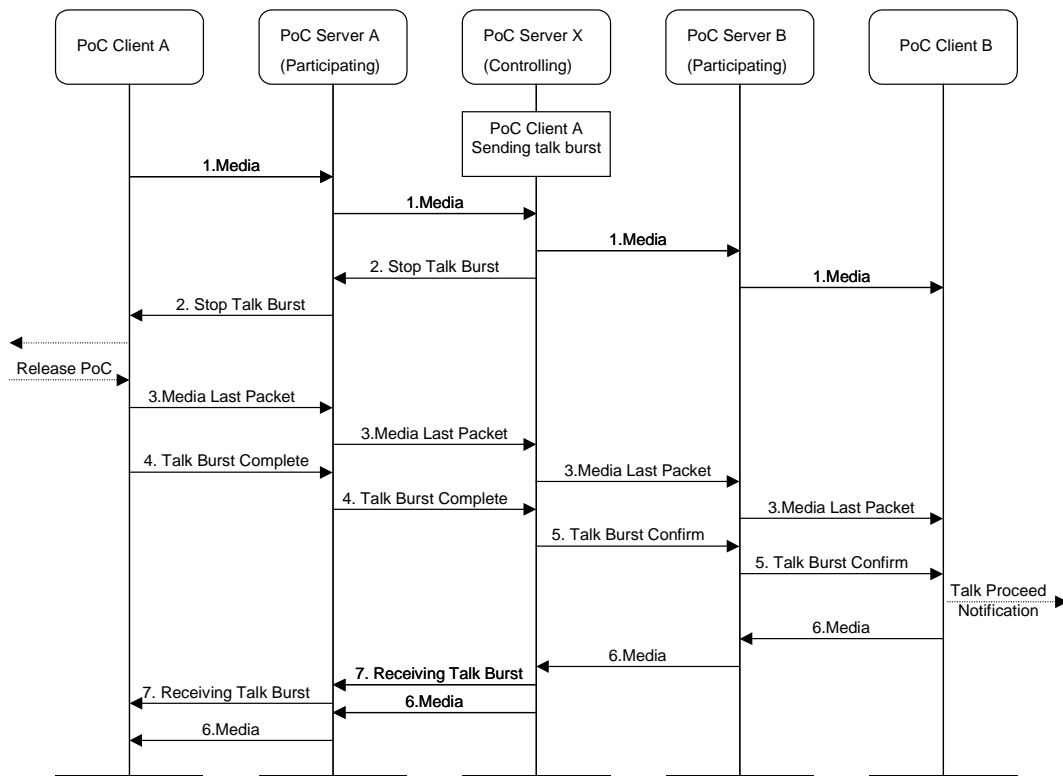 PoC Client A
PoC Server A
(Participating)
PoC Server X
(Controlling)
PoC Server B
(Participating)
PoC Client B
PoC Client A
Sending talk burst
1.Media
1.Media
1.Media
2. Stop Talk Burst
1.Media
2. Stop Talk Burst
Release PoC
3.Media Last Packet
3.Media Last Packet
4. Talk Burst Complete
3.Media Last Packet
4. Talk Burst Complete
3.Media Last Packet
5. Talk Burst Confirm
5. Talk Burst Confirm
Talk Proceed
Notification
6.Media
6.Media
7. Receiving Talk Burst
7. Receiving Talk Burst
6.Media
6.Media